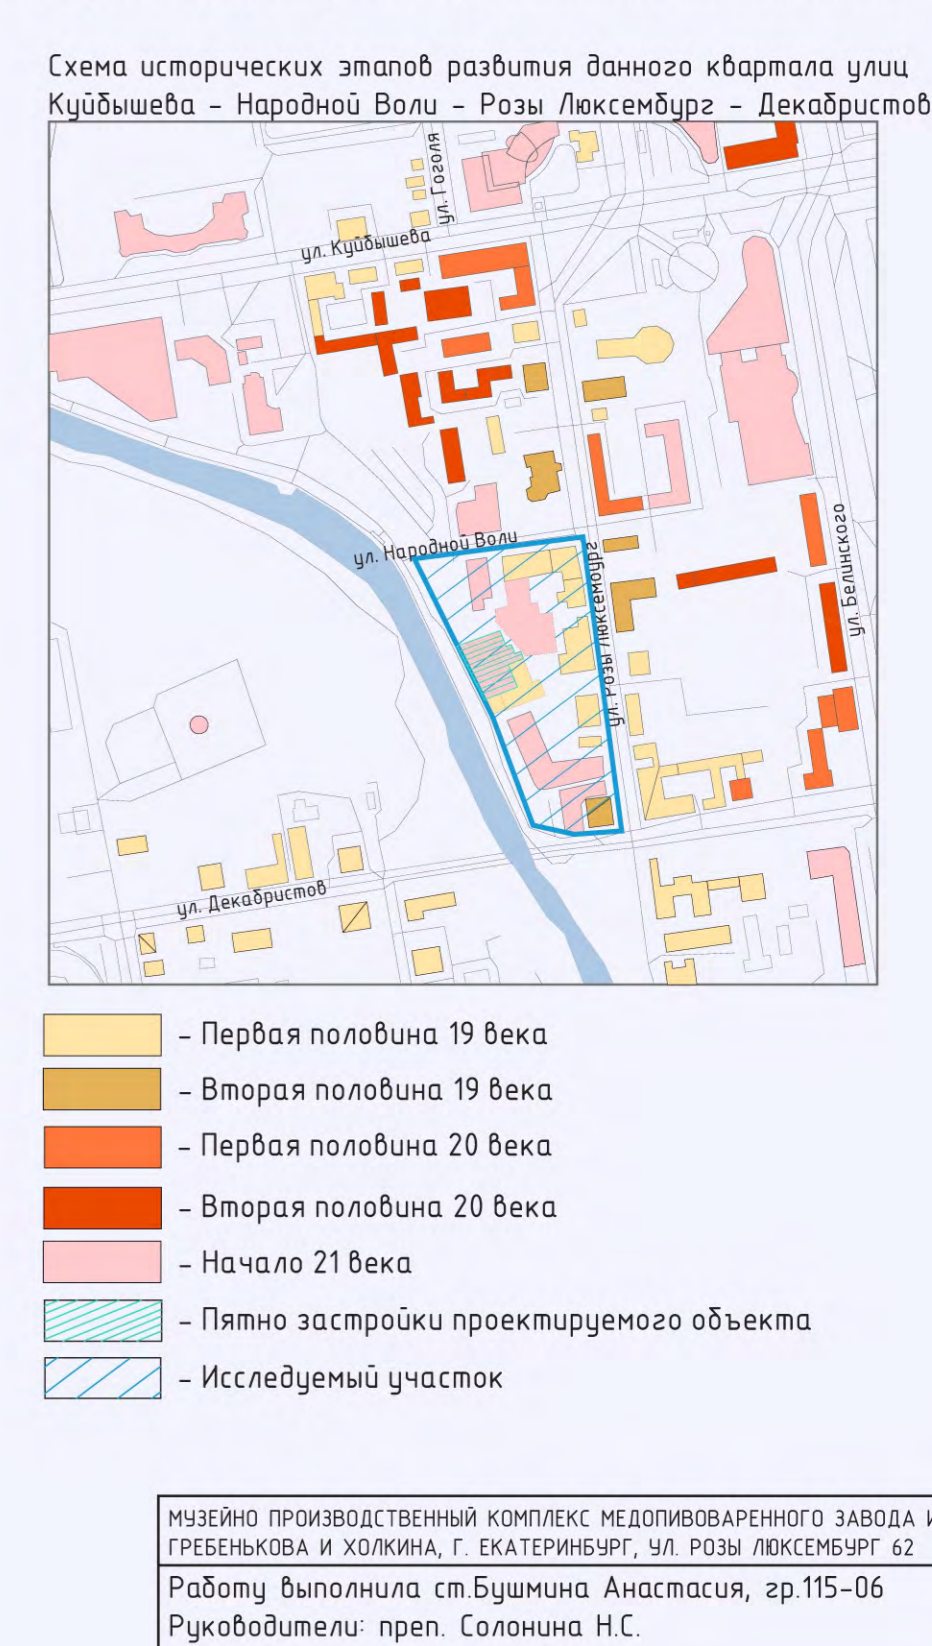 Схема исторических этапов развития данного квартала улиц
Куйбышева – Народной Воли – Розы Люксембург – Декабристов
ул. Гоголя
ул. Куйбышева
ул. Народной Воли
ул. Розы Люксембург
ул. Белинского
ул. Декабристов
– Первая половина 19 века
– Вторая половина 19 века
– Первая половина 20 века
– Вторая половина 20 века
– Начало 21 века
– Пятно застройки проектируемого объекта
– Исследуемый участок
МУЗЕЙНО ПРОИЗВОДСТВЕННЫЙ КОМПЛЕКС МЕДОПИВОВАРЕННОГО ЗАВОДА И
ГРЕБЕНЬКОВА И ХОЛКИНА, Г. ЕКАТЕРИНБУРГ, УЛ. РОЗЫ ЛЮКСЕМБУРГ 62
Работу выполнила ст.Бушмина Анастасия, гр.115-06
Руководители: преп. Солонина Н.С.